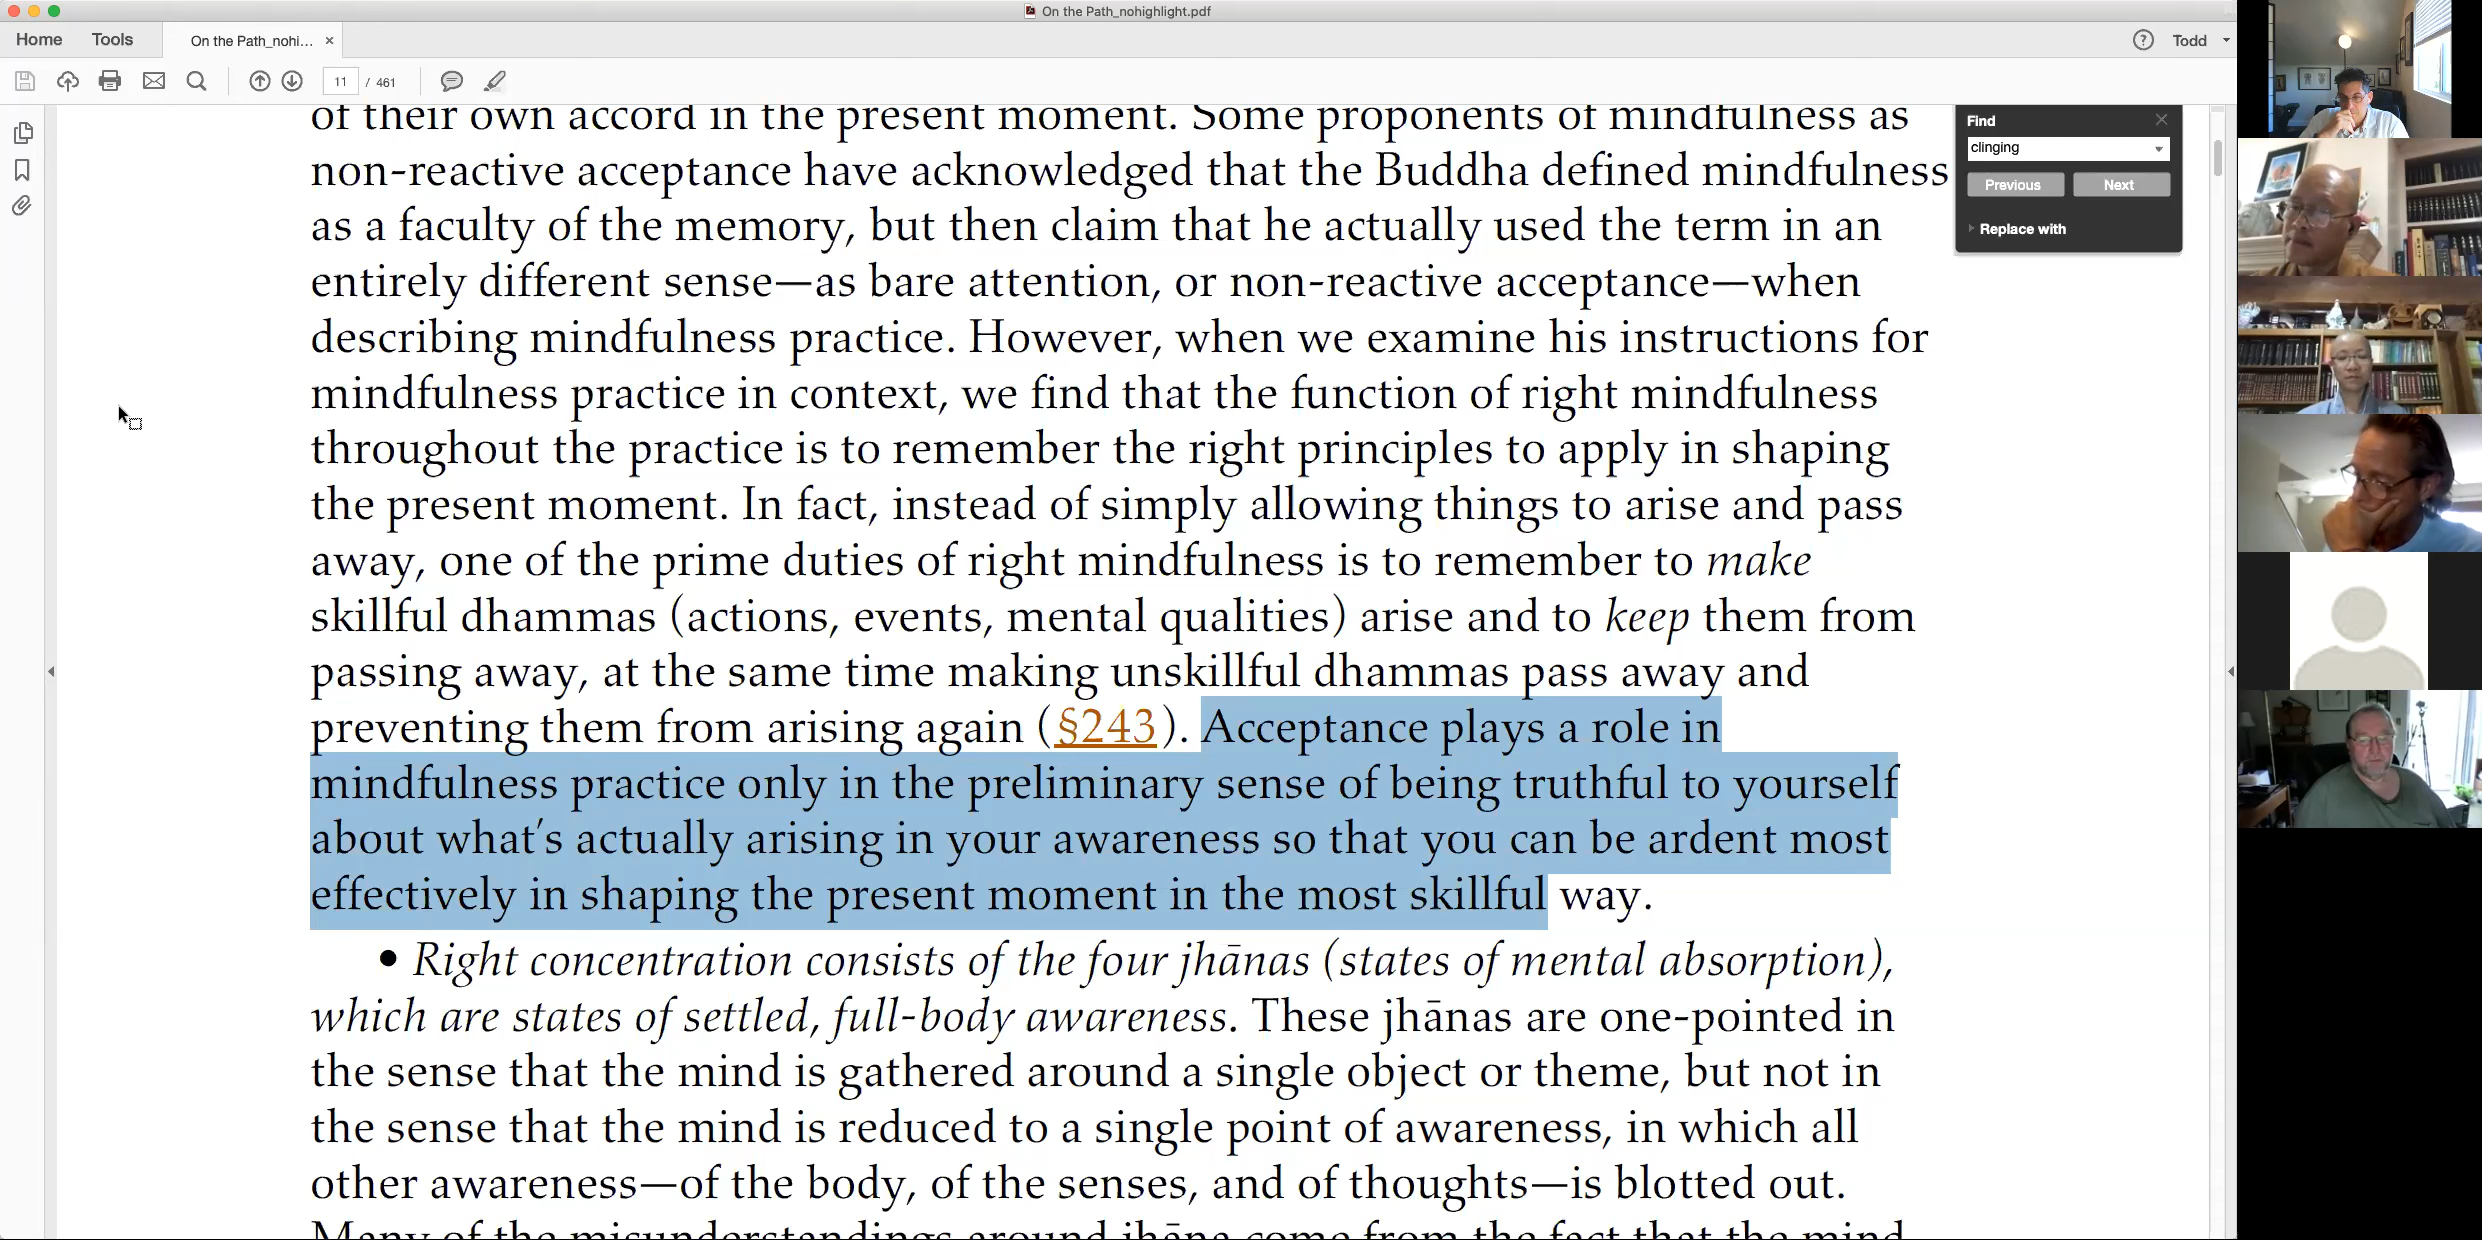 On the Path_nohighlight.pdf
Home Tools On the Path_nohi... × Todd
11 / 461
of their own accord in the present moment. Some proponents of mindfulness as
non-reactive acceptance have acknowledged that the Buddha defined mindfulness
as a faculty of the memory, but then claim that he actually used the term in an
entirely different sense—as bare attention, or non-reactive acceptance—when
describing mindfulness practice. However, when we examine his instructions for
mindfulness practice in context, we find that the function of right mindfulness
throughout the practice is to remember the right principles to apply in shaping
the present moment. In fact, instead of simply allowing things to arise and pass
away, one of the prime duties of right mindfulness is to remember to make
skillful dhammas (actions, events, mental qualities) arise and to keep them from
passing away, at the same time making unskillful dhammas pass away and
preventing them from arising again (§243). Acceptance plays a role in
mindfulness practice only in the preliminary sense of being truthful to yourself
about what's actually arising in your awareness so that you can be ardent most
effectively in shaping the present moment in the most skillful way.
• Right concentration consists of the four jhānas (states of mental absorption),
which are states of settled, full-body awareness. These jhānas are one-pointed in
the sense that the mind is gathered around a single object or theme, but not in
the sense that the mind is reduced to a single point of awareness, in which all
other awareness—of the body, of the senses, and of thoughts—is blotted out.
Many of the misunderstandings around jhāna come from the fact that the mind
Find
clinging
Previous Next
Replace with